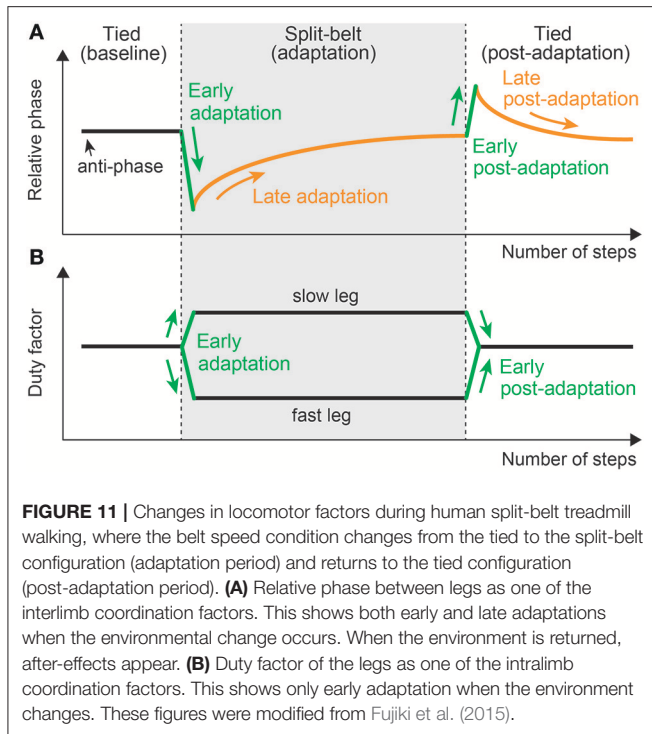 A
Tied
(baseline)
Split-belt
(adaptation)
Tied
(post-adaptation)
Relative phase
anti-phase
Early
adaptation
Late adaptation
Late
post-adaptation
Early
post-adaptation
Number of steps
B
Duty factor
slow leg
Early
adaptation
Early
post-adaptation
fast leg
Number of steps
FIGURE 11 | Changes in locomotor factors during human split-belt treadmill
walking, where the belt speed condition changes from the tied to the split-belt
configuration (adaptation period) and returns to the tied configuration
(post-adaptation period). (A) Relative phase between legs as one of the
interlimb coordination factors. This shows both early and late adaptations
when the environmental change occurs. When the environment is returned,
after-effects appear. (B) Duty factor of the legs as one of the intralimb
coordination factors. This shows only early adaptation when the environment
changes. These figures were modified from Fujiki et al. (2015).